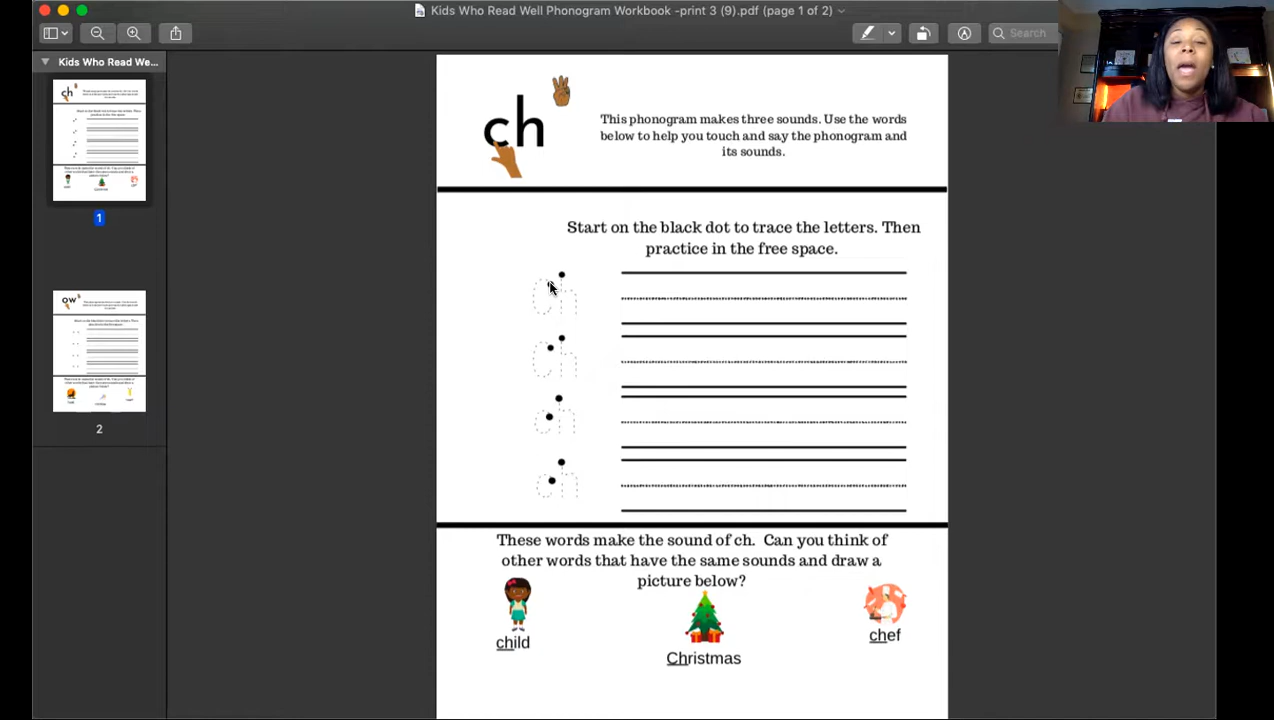 Kids Who Read Well Phonogram Workbook -print 3 (9).pdf (page 1 of 2)
Search
Kids Who Read We...
1
2
ch
This phonogram makes three sounds. Use the words
below to help you touch and say the phonogram and
its sounds.
Start on the black dot to trace the letters. Then
practice in the free space.
ch
ch
ch
ch
These words make the sound of ch. Can you think of
other words that have the same sounds and draw a
picture below?
child
Christmas
chef